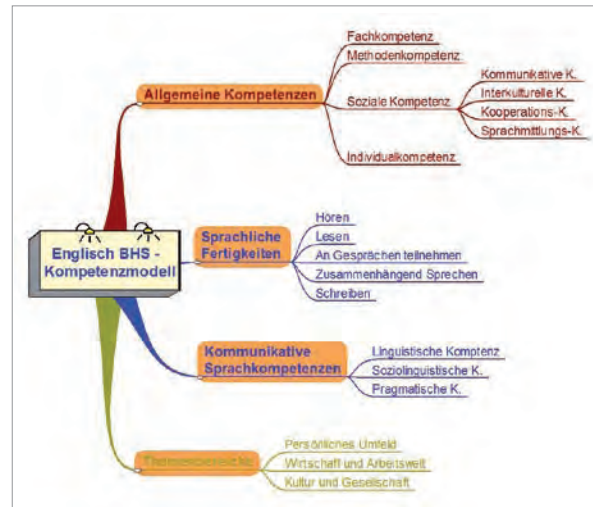 Englisch BHS -
Kompetenzmodell
Allgemeine Kompetenzen
Fachkompetenz
Methodenkompetenz
Soziale Kompetenz
Kommunikative K.
Interkulturelle K.
Kooperations-K.
Sprachmittlungs-K.
Individualkompetenz
Sprachliche
Fertigkeiten
Hören
Lesen
An Gesprächen teilnehmen
Zusammenhängend Sprechen
Schreiben
Kommunikative
Sprachkompetenzen
Linguistische Komptenz
Soziolinguistische K.
Pragmatische K.
Themenbereiche
Persönliches Umfeld
Wirtschaft und Arbeitswelt
Kultur und Gesellschaft